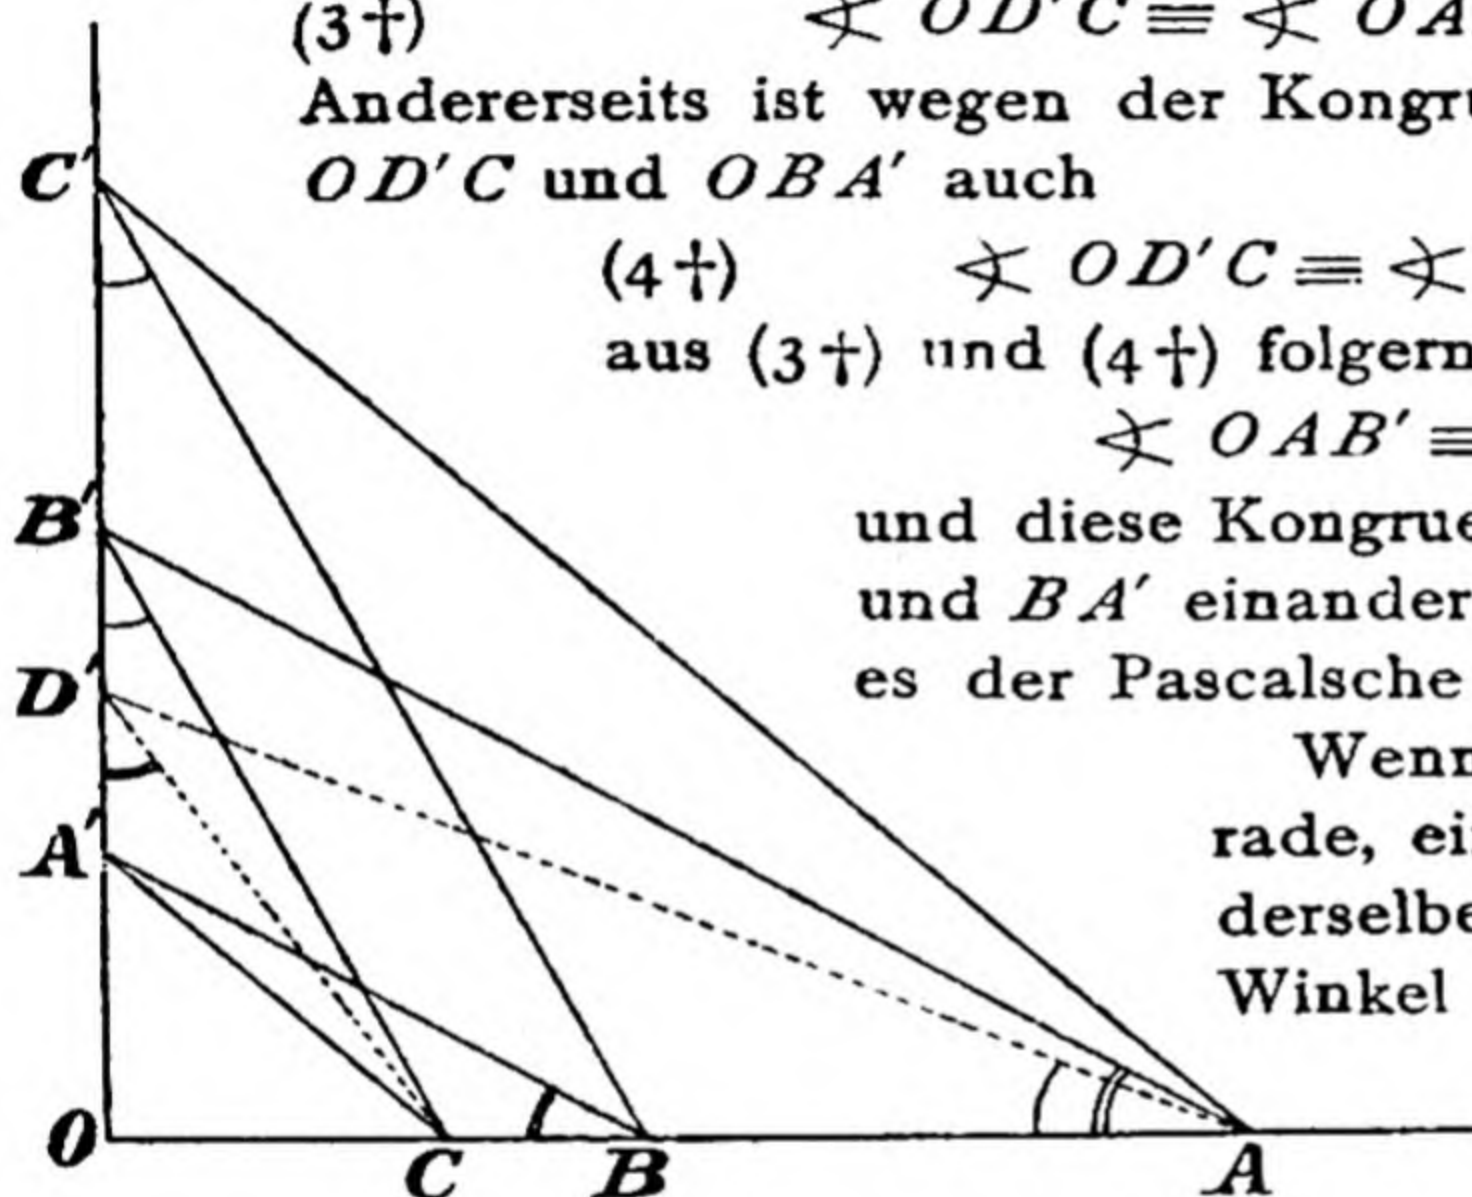 (3†) ∢ OD′C ≡ ∢ OA
Andererseits ist wegen der Kongru
OD′C und OBA′ auch
(4†) ∢ OD′C ≡ ∢
aus (3†) und (4†) folgern
∢ OAB′ ≡
und diese Kongrue
und BA′ einander
es der Pascalsche
Wenn
rade, ei
derselbe
Winkel
C′
B′
D′
A′
O
C B A